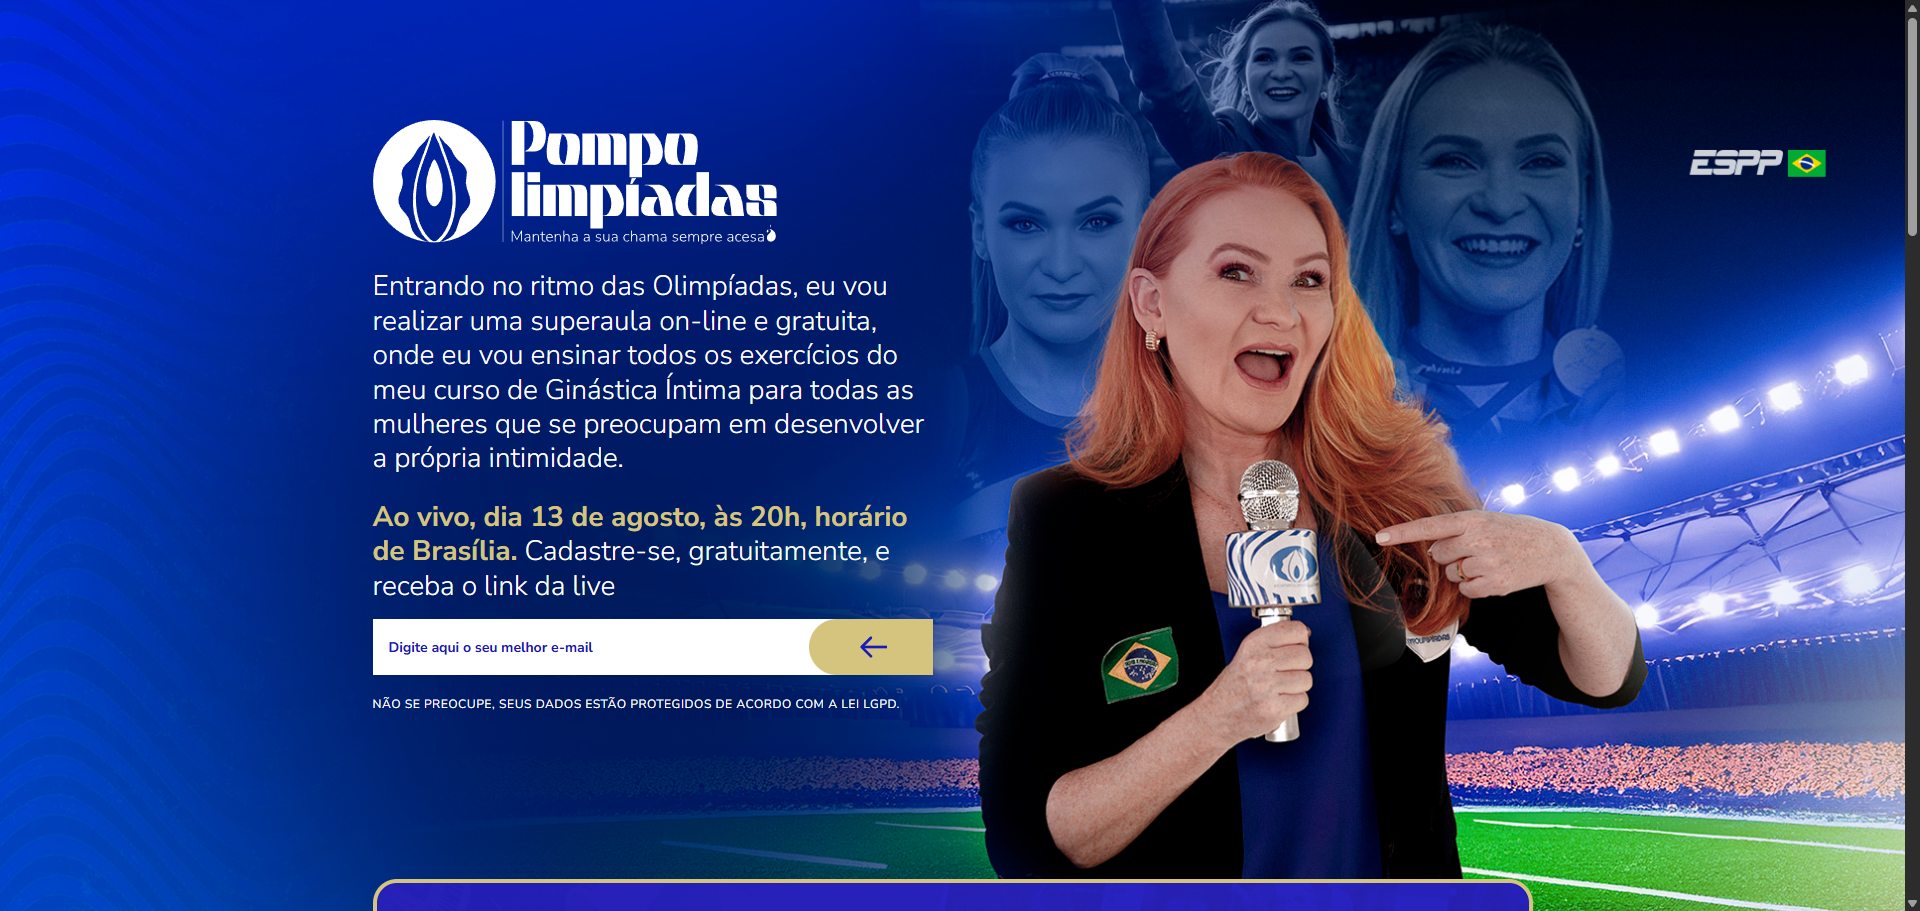 Pompo
limpíadas
Mantenha a sua chama sempre acesa
ESPP
Entrando no ritmo das Olimpíadas, eu vou
realizar uma superaula on-line e gratuita,
onde eu vou ensinar todos os exercícios do
meu curso de Ginástica Íntima para todas as
mulheres que se preocupam em desenvolver
a própria intimidade.
Ao vivo, dia 13 de agosto, às 20h, horário
de Brasília. Cadastre-se, gratuitamente, e
receba o link da live
Digite aqui o seu melhor e-mail
NÃO SE PREOCUPE, SEUS DADOS ESTÃO PROTEGIDOS DE ACORDO COM A LEI LGPD.